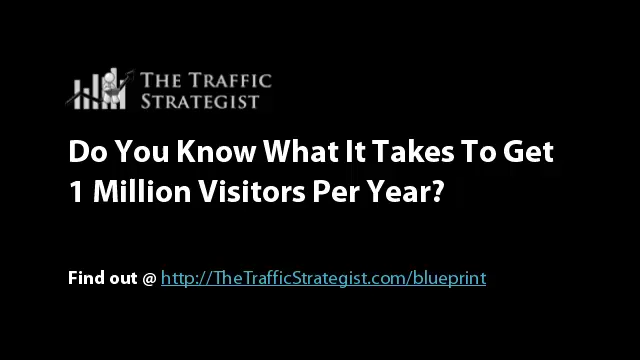 THE TRAFFIC
STRATEGIST
Do You Know What It Takes To Get
1 Million Visitors Per Year?
Find out @ http://TheTrafficStrategist.com/blueprint